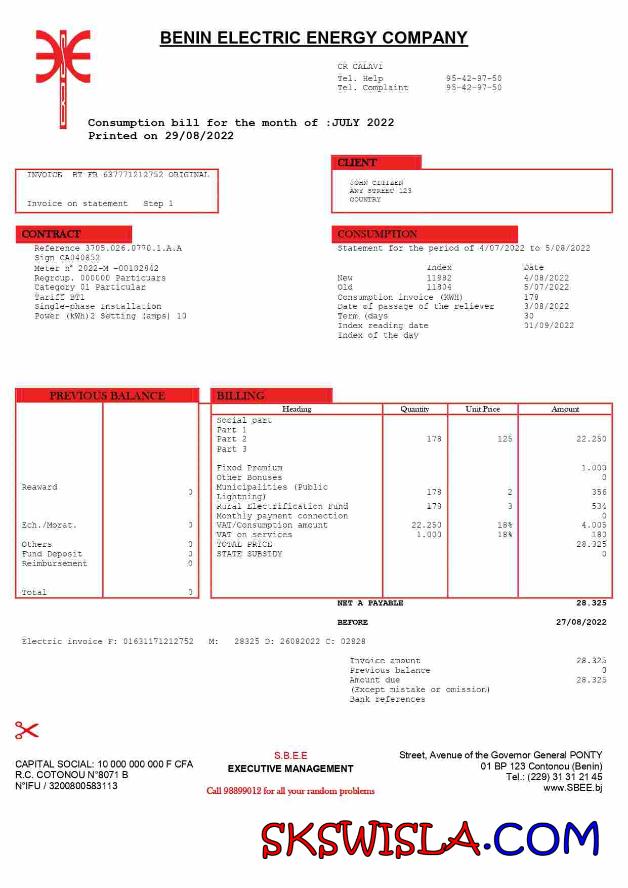 BENIN ELECTRIC ENERGY COMPANY
CR CALAVI
Tel. Help 95-42-97-50
Tel. Complaint 95-42-97-50
Consumption bill for the month of :JULY 2022
Printed on 29/08/2022
INVOICE BT FR 637771212752 ORIGINAL
Invoice on statement Step 1
CLIENT
JOHN CITIZEN
ANY STREET 123
COUNTRY
CONTRACT
Reference 3705.026.0770.1.A.A
Sign CA040852
Meter n° 2022-M -00102842
Regroup. 000000 Particuars
Category 01 Particular
Tariff BT1
Single-phase installation
Power (kWh)2 Setting (amps) 10
CONSUMPTION
Statement for the period of 4/07/2022 to 5/08/2022
Index Date
New 11982 4/08/2022
Old 11804 5/07/2022
Consumption invoice (KWH) 178
Date of passage of the reliever 3/08/2022
Term (days 30
Index reading date 01/09/2022
Index of the day
PREVIOUS BALANCE
Reaward 0
Ech./Morat. 0
Others 0
Fund Deposit 0
Reimbursement 0
Total 0
BILLING
Heading Quantity Unit Price Amount
Social part
Part 1
Part 2 178 125 22.250
Part 3
Fixed Premium 1.000
Other Bonuses 0
Municipalities (Public
Lightning) 178 2 356
Rural Electrification Fund 178 3 534
Monthly payment connection 0
VAT/Consumption amount 22.250 18% 4.005
VAT on services 1.000 18% 180
TOTAL PRICE 28.325
STATE SUBSIDY 0
NET A PAYABLE 28.325
BEFORE 27/08/2022
Electric invoice F: 01631171212752 M: 28325 D: 26082022 C: 02828
Invoice amount 28.325
Previous balance 0
Amount due 28.325
(Except mistake or omission)
Bank references
CAPITAL SOCIAL: 10 000 000 000 F CFA
R.C. COTONOU N°8071 B
N°IFU / 3200800583113
S.B.E.E
EXECUTIVE MANAGEMENT
Call 98899012 for all your random problems
Street, Avenue of the Governor General PONTY
01 BP 123 Contonou (Benin)
Tel.: (229) 31 31 21 45
www.SBEE.bj
SKSWISLA.COM